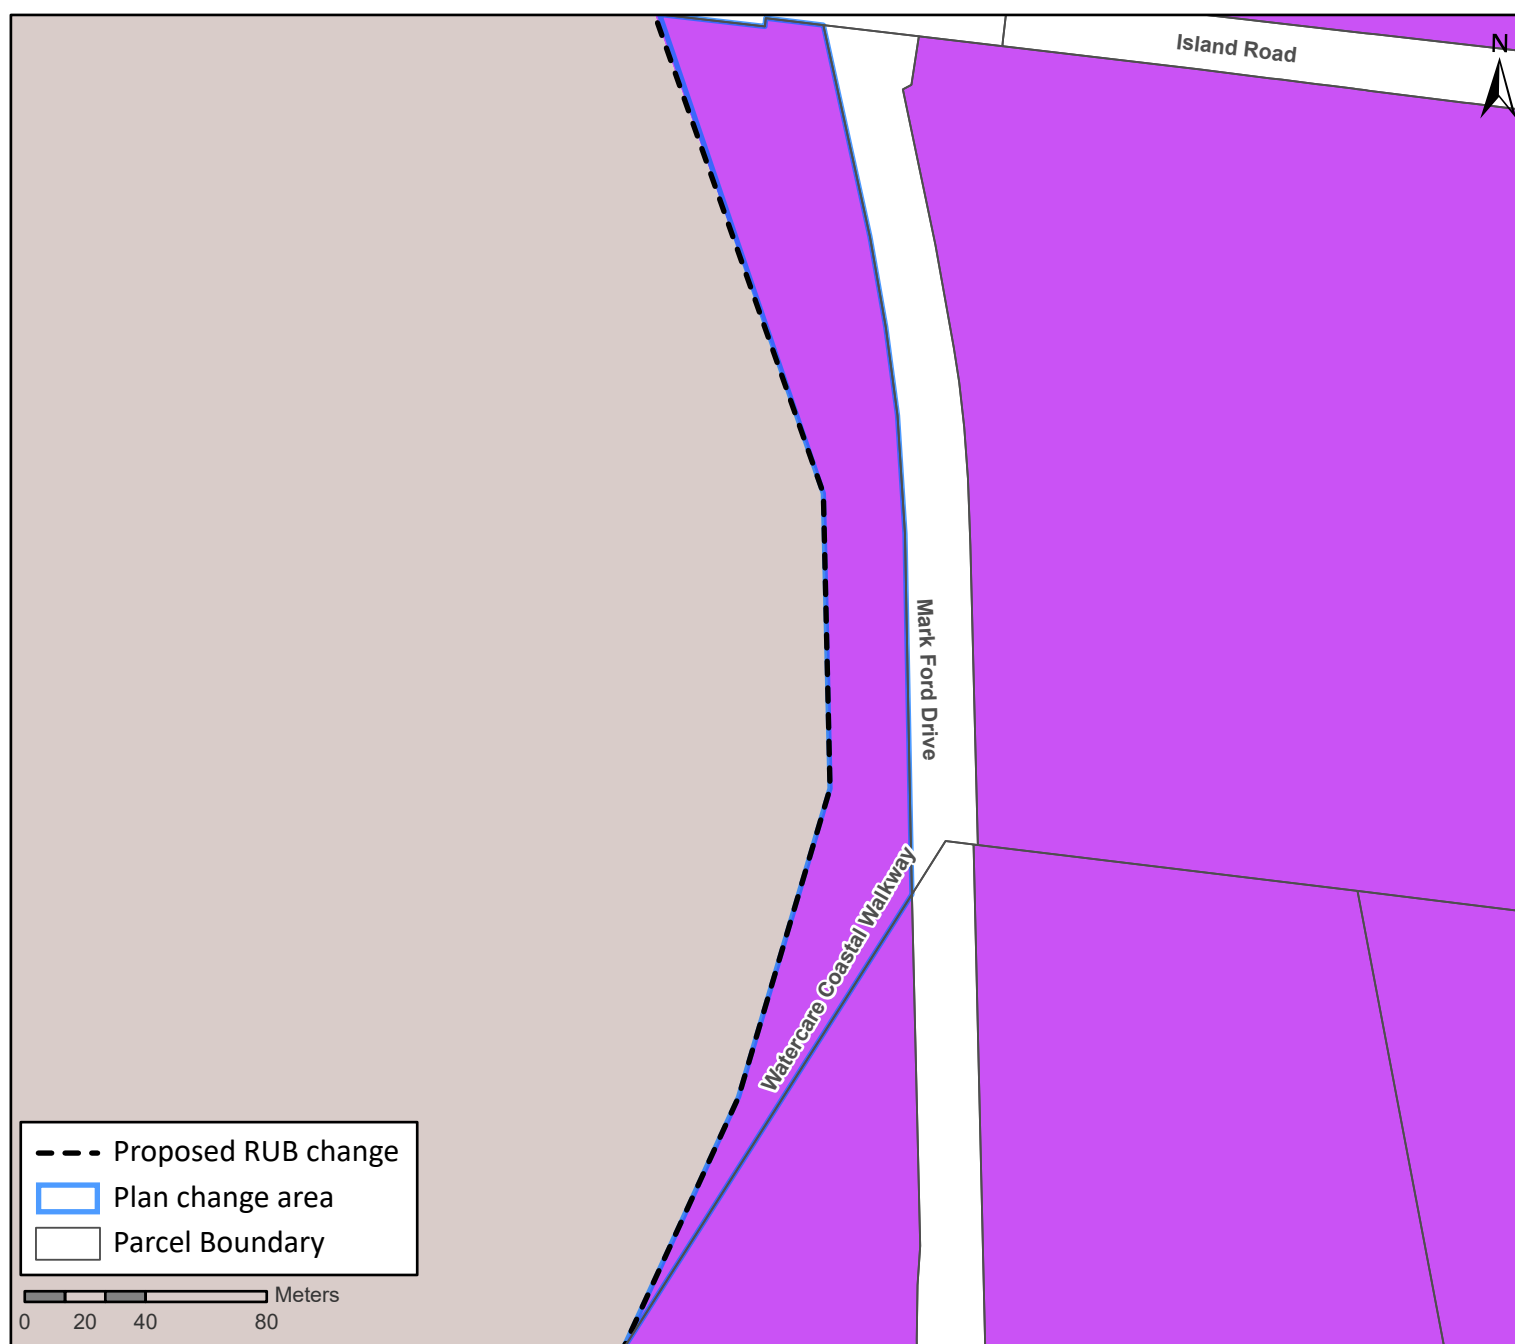 Island Road
N
Mark Ford Drive
Watercare Coastal Walkway
Proposed RUB change
Plan change area
Parcel Boundary
Meters
0 20 40 80